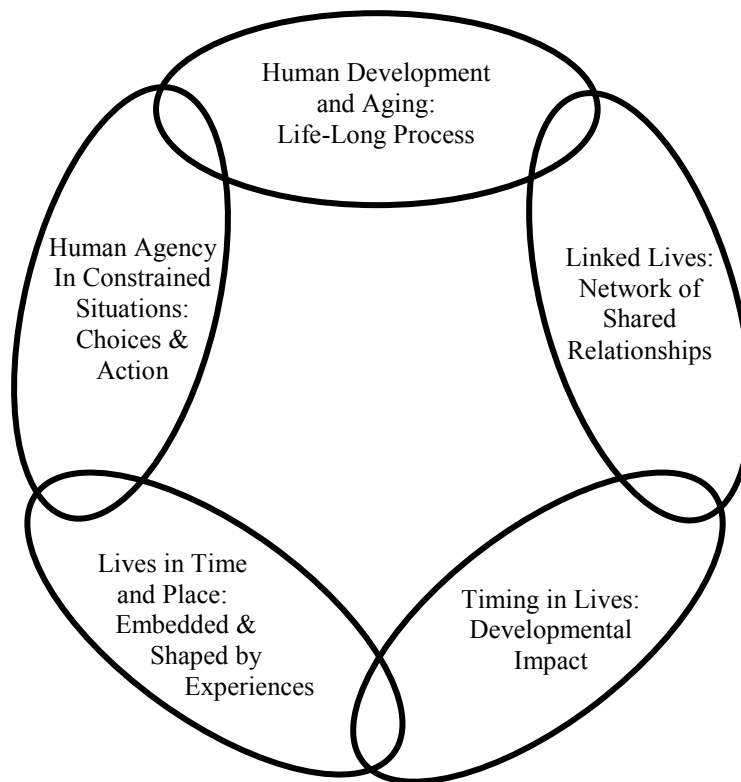 Human Development
and Aging:
Life-Long Process
Human Agency
In Constrained
Situations:
Choices &
Action
Linked Lives:
Network of
Shared
Relationships
Lives in Time
and Place:
Embedded &
Shaped by
Experiences
Timing in Lives:
Developmental
Impact